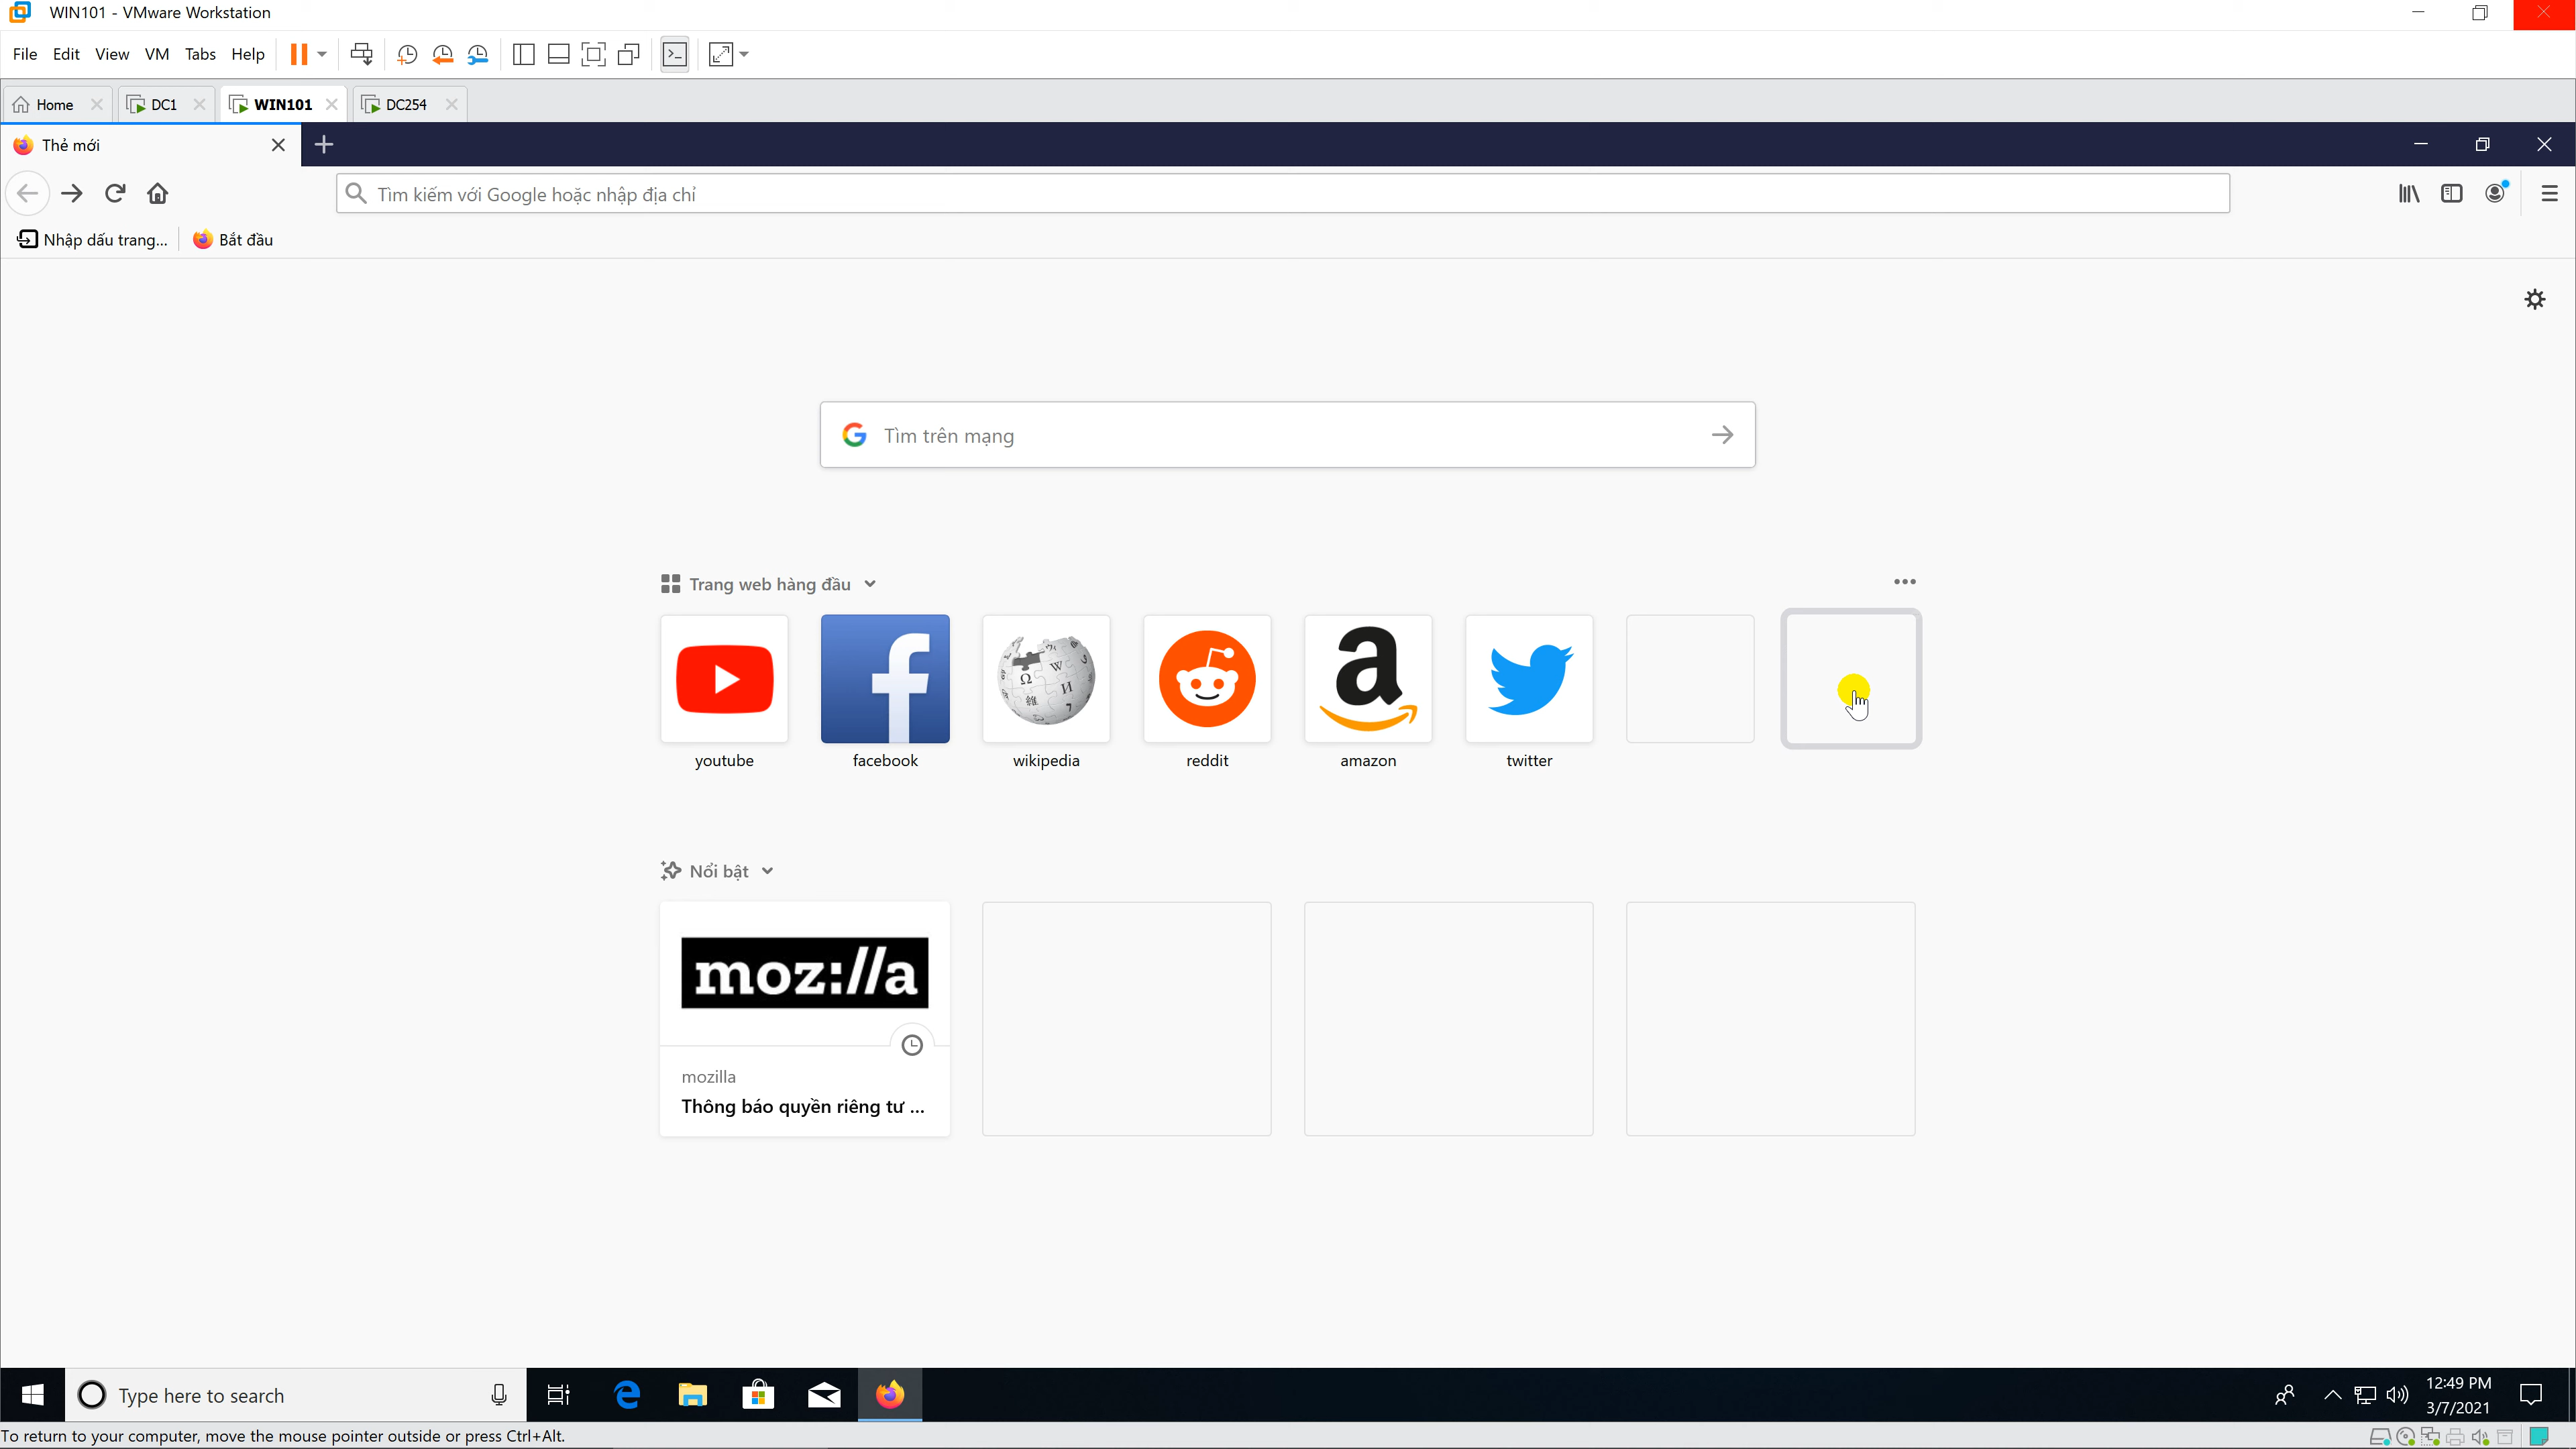 WIN101 - VMware Workstation
File Edit View VM Tabs Help
Home DC1 WIN101 DC254
Thẻ mới
Tìm kiếm với Google hoặc nhập địa chỉ
Nhập dấu trang... Bắt đầu
Tìm trên mạng
Trang web hàng đầu
youtube facebook wikipedia reddit amazon twitter
Nổi bật
moz://a
mozilla
Thông báo quyền riêng tư ...
Type here to search
12:49 PM
3/7/2021
To return to your computer, move the mouse pointer outside or press Ctrl+Alt.